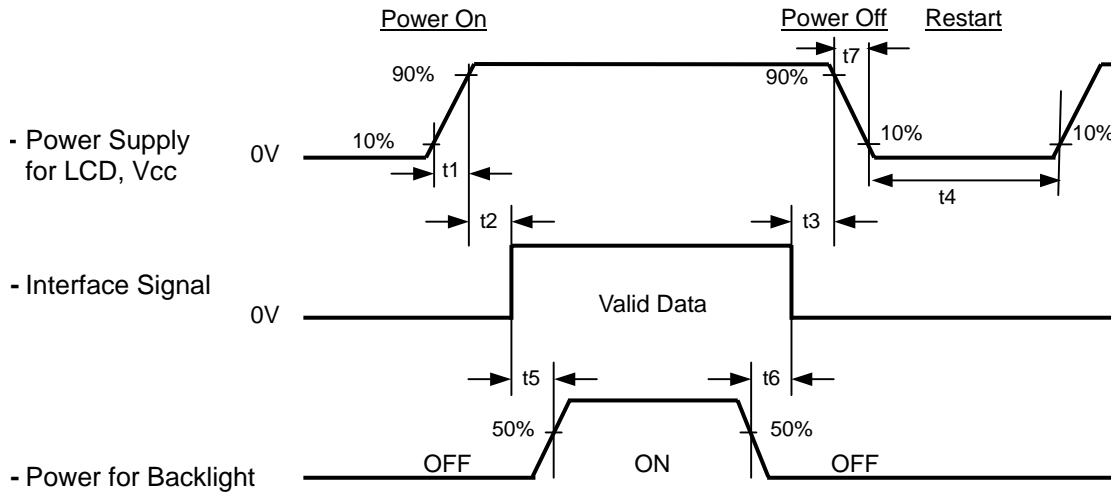 Power On
Power Off
Restart
t7
90%
90%
- Power Supply
for LCD, Vcc
0V
10%
10%
10%
t1
t4
t2
t3
- Interface Signal
0V
Valid Data
t5
t6
50%
50%
- Power for Backlight
OFF
ON
OFF